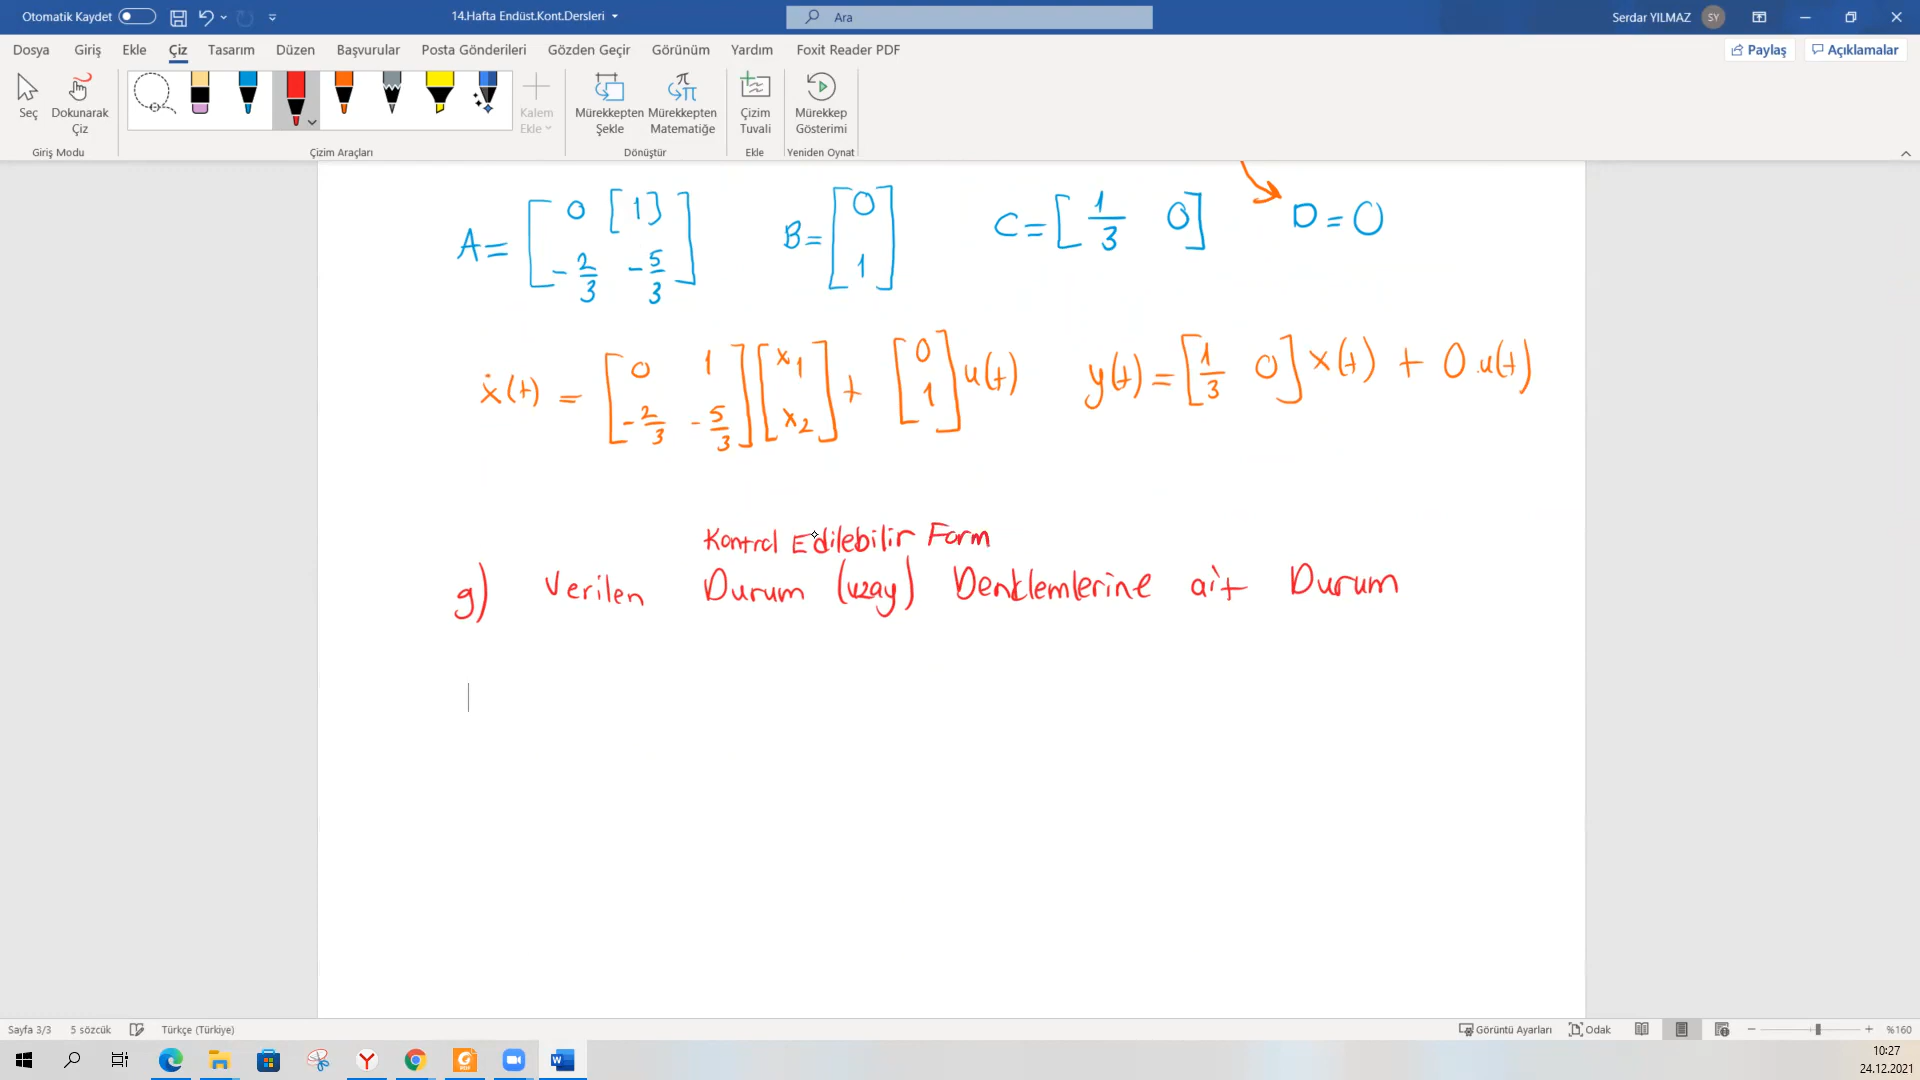 Otomatik Kaydet
14.Hafta Endüst.Kont.Dersleri
Ara
Serdar YILMAZ
SY
Dosya Giriş Ekle Çiz Tasarım Düzen Başvurular Posta Gönderileri Gözden Geçir Görünüm Yardım Foxit Reader PDF
Paylaş Açıklamalar
Seç
Dokunarak Çiz
Kalem Ekle
Mürekkepten Şekle
Mürekkepten Matematiğe
Çizim Tuvali
Mürekkep Gösterimi
Giriş Modu Çizim Araçları Dönüştür Ekle Yeniden Oynat
A = [ 0 [1] ; -2/3 -5/3 ] B = [ 0 ; 1 ] C = [ 1/3 0 ] D = 0
ẋ(t) = [ 0 1 ; -2/3 -5/3 ] [ x1 ; x2 ] + [ 0 ; 1 ] u(t) y(t) = [ 1/3 0 ] x(t) + 0.u(t)
Kontrol Edilebilir Form
g) Verilen Durum (uzay) Denklemlerine ait Durum
Sayfa 3/3 5 sözcük Türkçe (Türkiye)
Görüntü Ayarları Odak
%160
10:27
24.12.2021